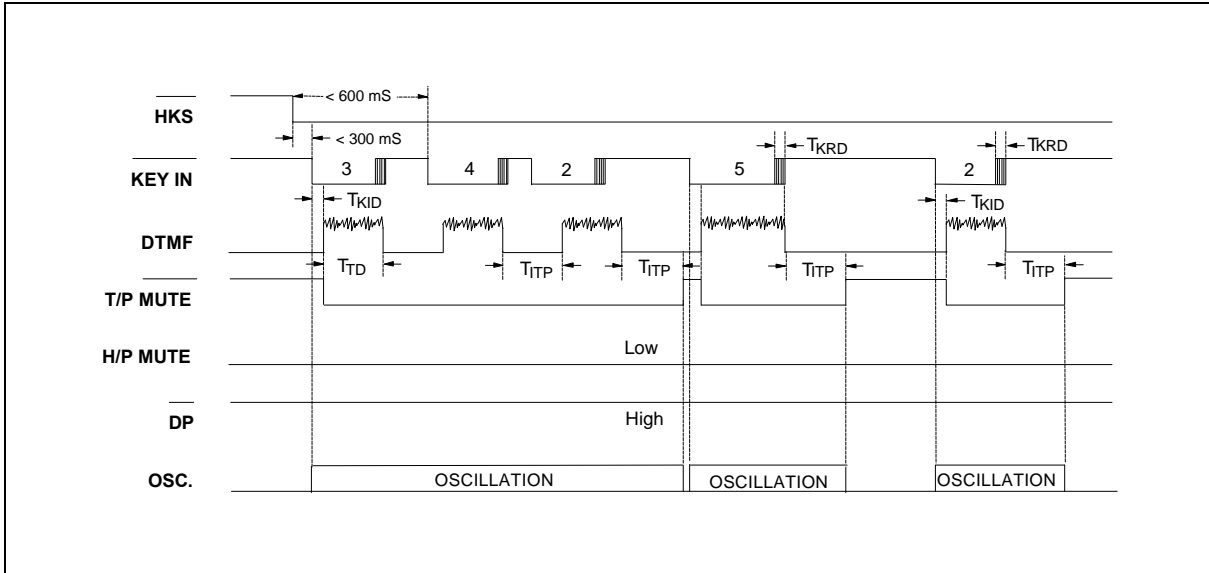 HKS
< 600 mS
< 300 mS
TKRD
TKRD
KEY IN
3
4
2
5
2
TKID
TKID
DTMF
TTD
TITP
TITP
TITP
TITP
T/P MUTE
H/P MUTE
Low
DP
High
OSC.
OSCILLATION
OSCILLATION
OSCILLATION